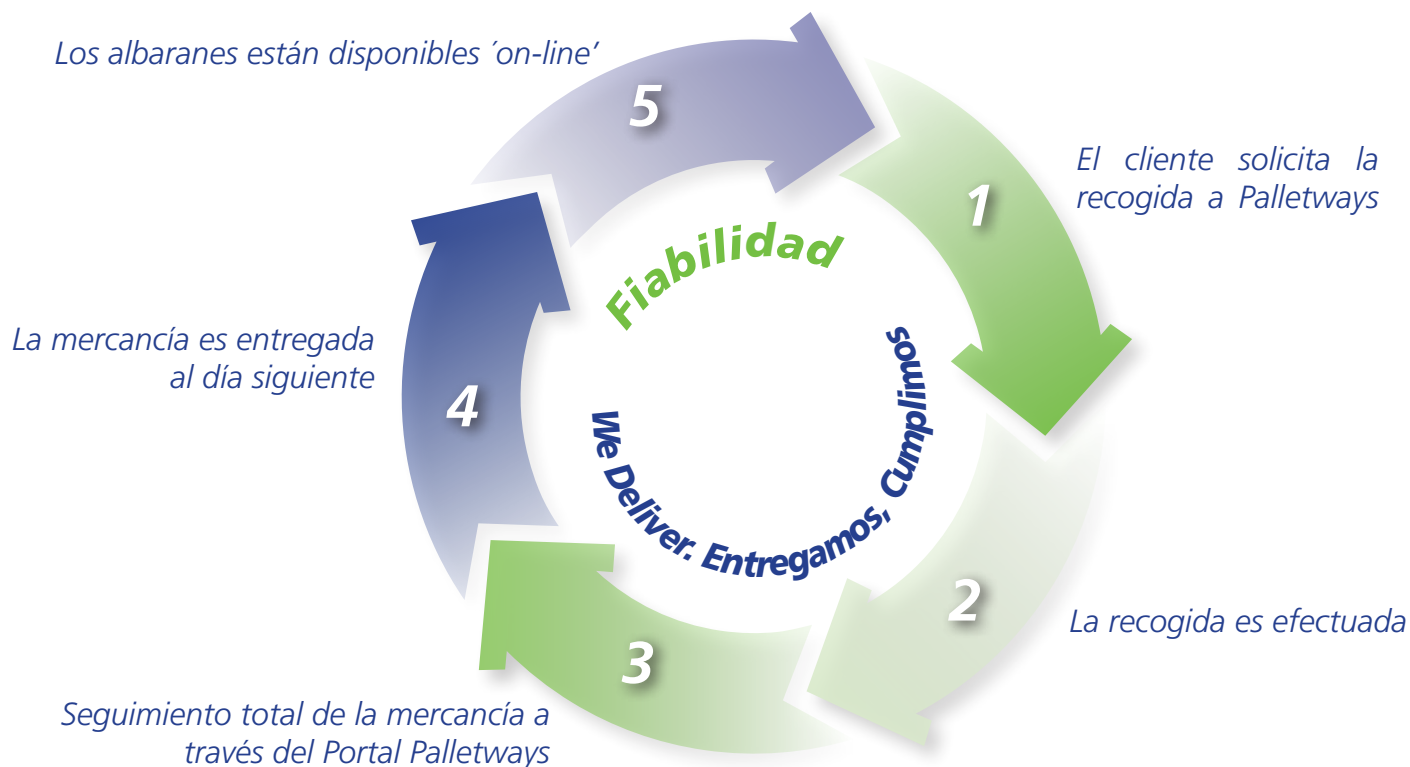 Los albaranes están disponibles ´on-line’
5
1
El cliente solicita la
recogida a Palletways
Fiabilidad
La mercancía es entregada
al día siguiente
4
We Deliver. Entregamos, Cumplimos
2
La recogida es efectuada
3
Seguimiento total de la mercancía a
través del Portal Palletways